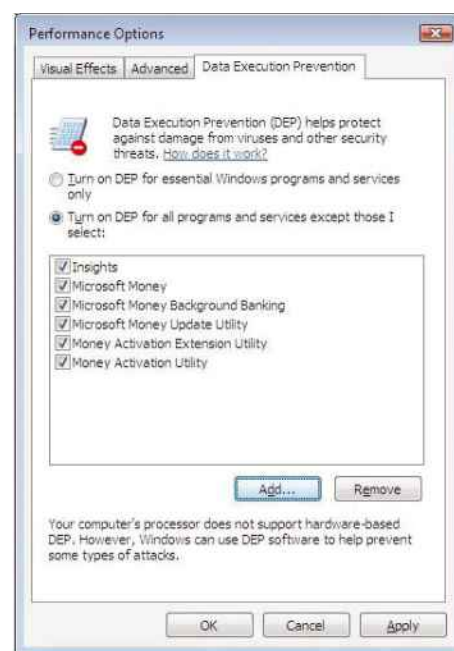 Performance Options
Visual Effects Advanced Data Execution Prevention
Data Execution Prevention (DEP) helps protect
against damage from viruses and other security
threats. How does it work?
Turn on DEP for essential Windows programs and services
only
Turn on DEP for all programs and services except those I
select:
Insights
Microsoft Money
Microsoft Money Background Banking
Microsoft Money Update Utility
Money Activation Extension Utility
Money Activation Utility
Add... Remove
Your computer's processor does not support hardware-based
DEP. However, Windows can use DEP software to help prevent
some types of attacks.
OK Cancel Apply